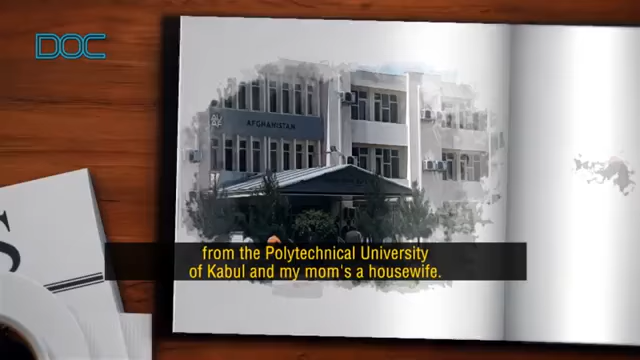 DOC
AFGHANISTAN
from the Polytechnical University
of Kabul and my mom's a housewife.